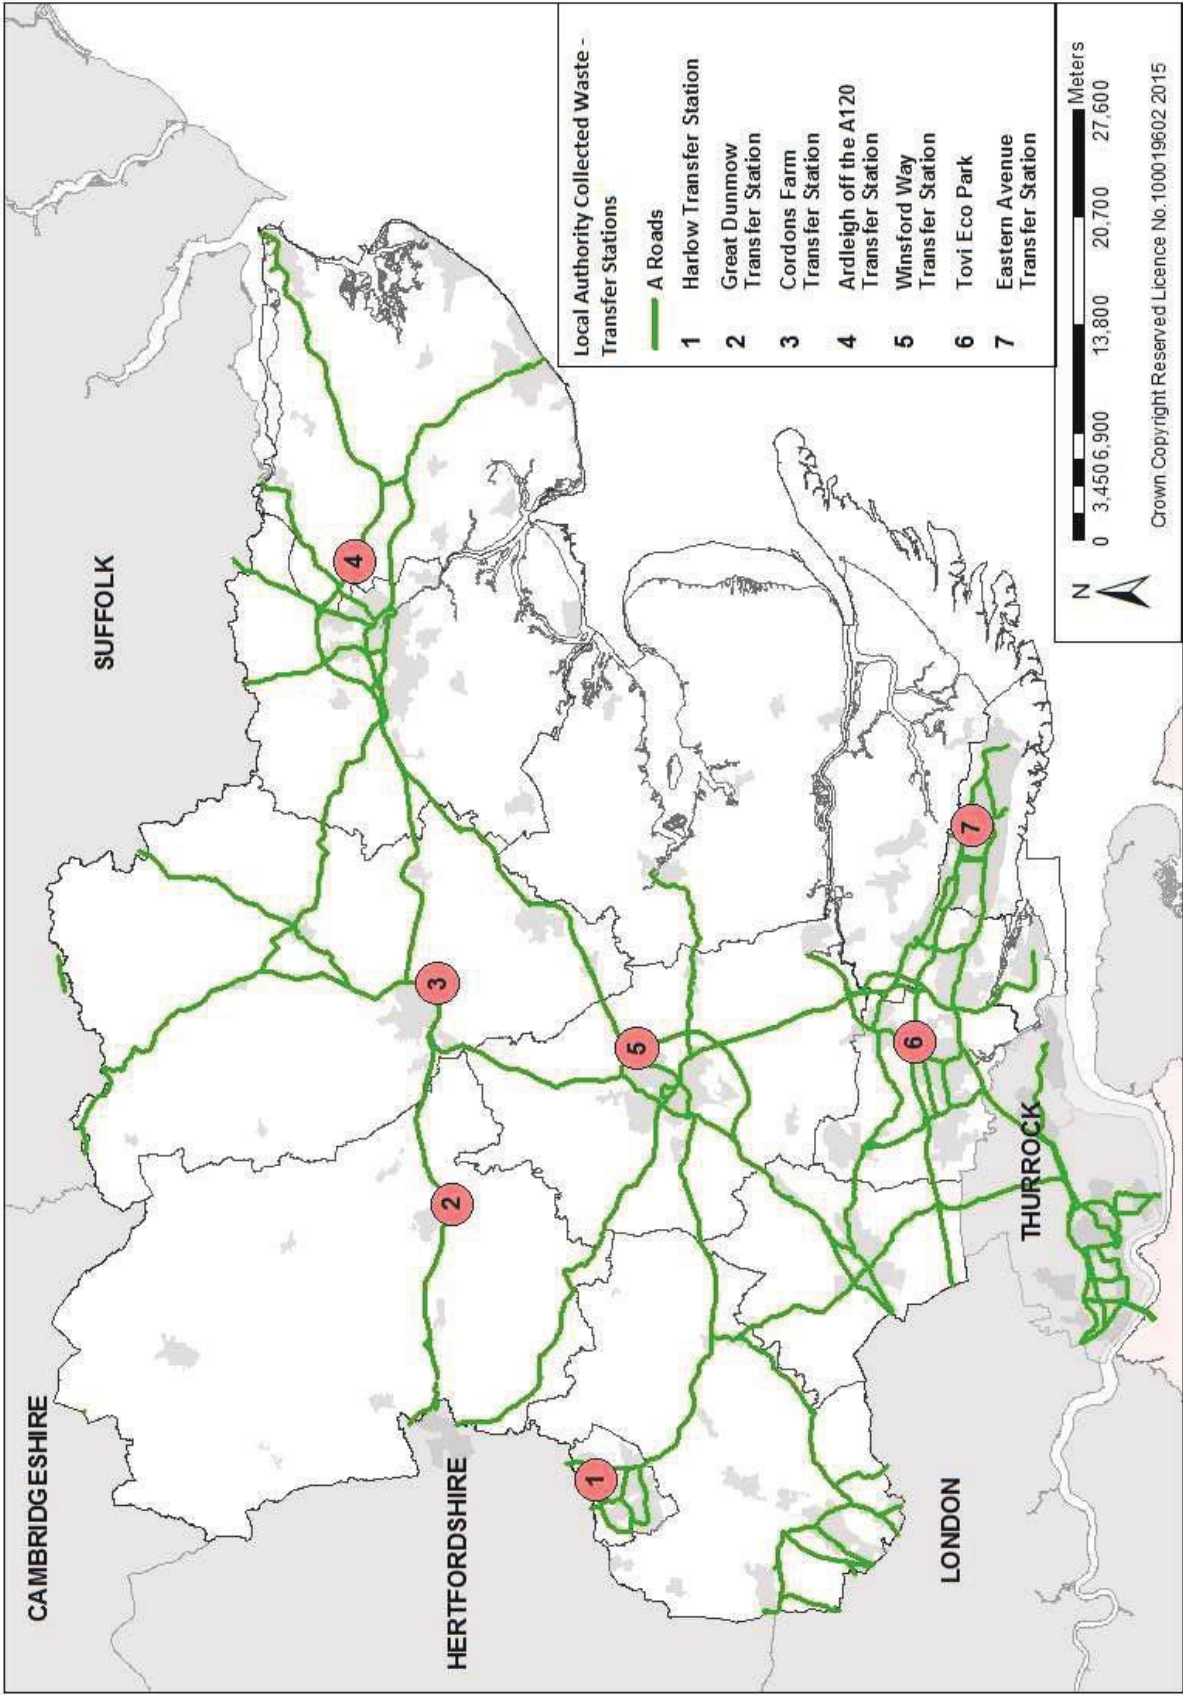 CAMBRIDGESHIRE
SUFFOLK
HERTFORDSHIRE
LONDON
THURROCK
1
2
3
4
5
6
7
Local Authority Collected Waste -
Transfer Stations
A Roads
1 Harlow Transfer Station
2 Great Dunmow
Transfer Station
3 Cordons Farm
Transfer Station
4 Ardleigh off the A120
Transfer Station
5 Winsford Way
Transfer Station
6 Tovi Eco Park
7 Eastern Avenue
Transfer Station
N
Meters
0 3,450 6,900 13,800 20,700 27,600
Crown Copyright Reserved Licence No.100019602 2015